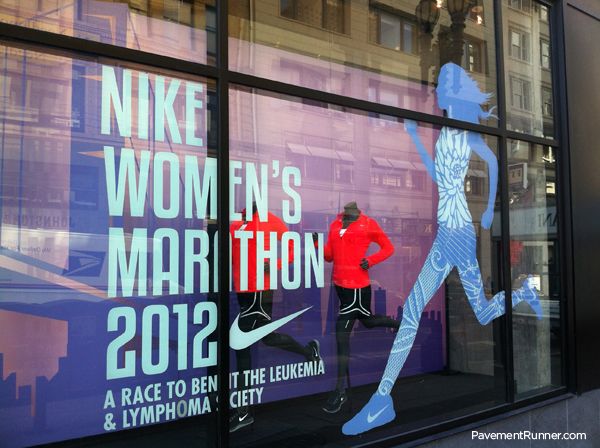 NIKE
WOMEN'S
MARATHON
2012
A RACE TO BENEFIT THE LEUKEMIA
& LYMPHOMA SOCIETY
PavementRunner.com